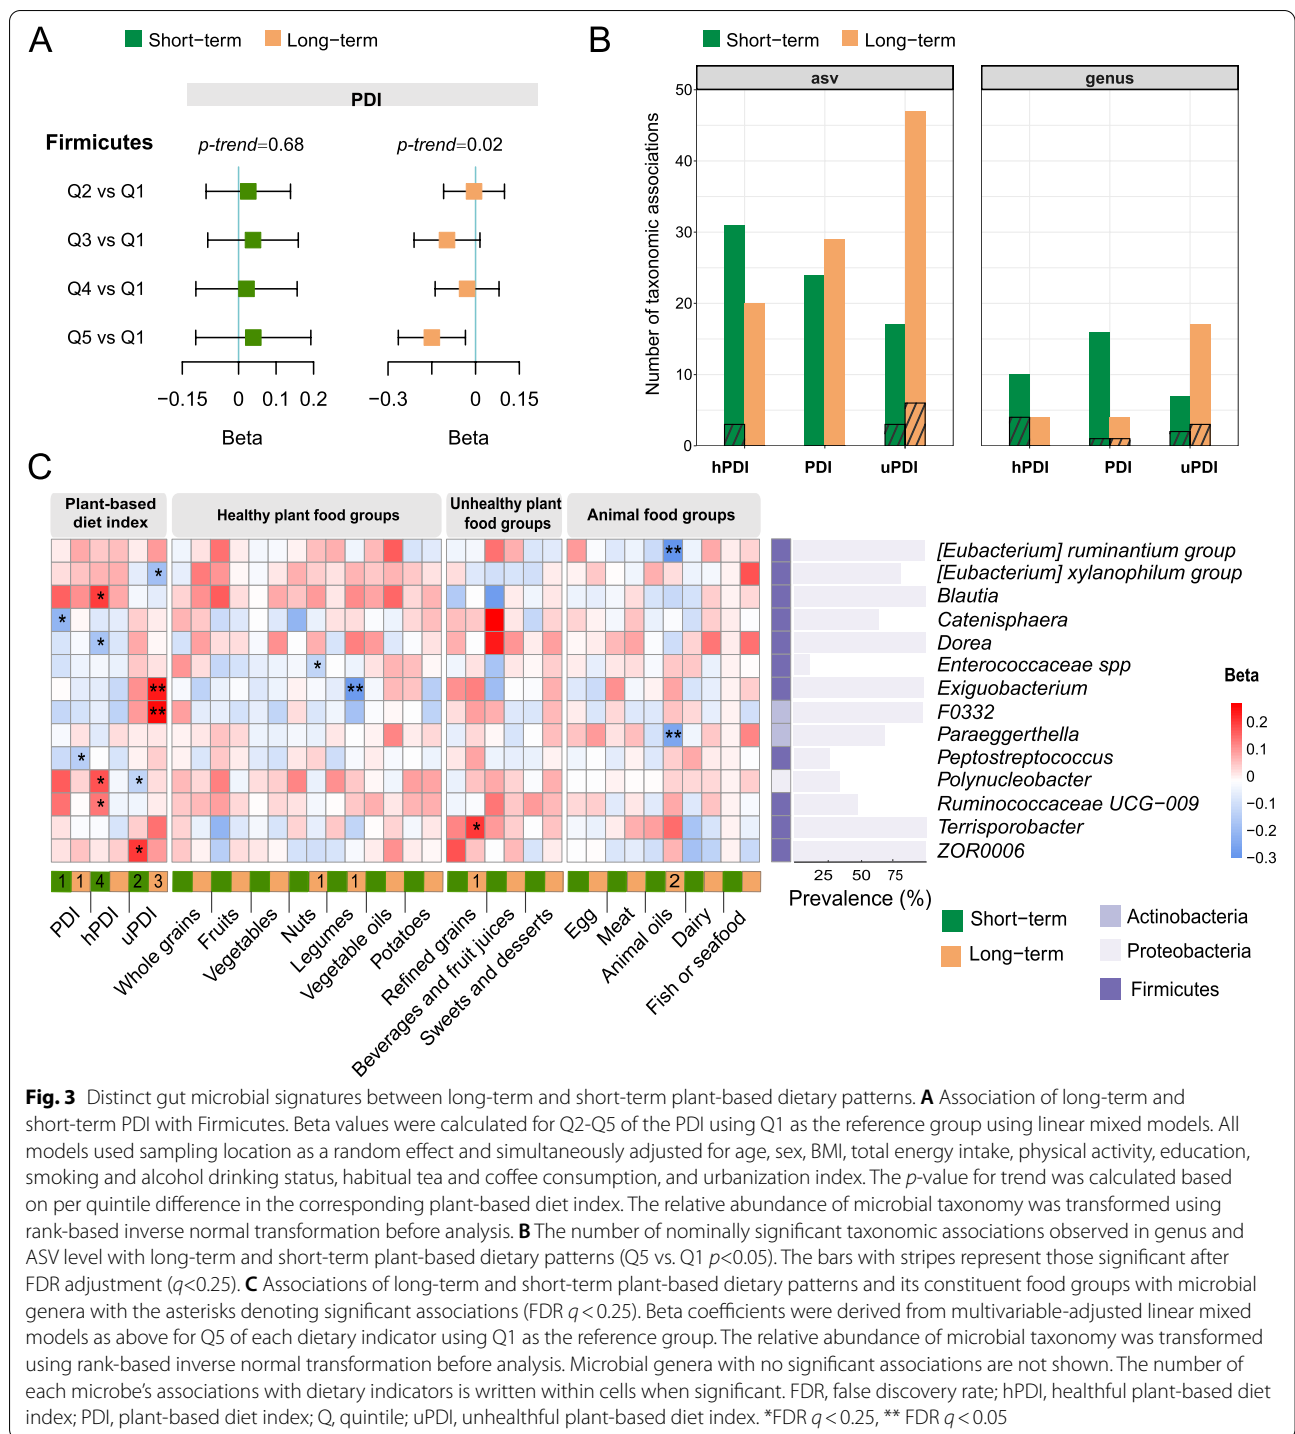 A
Short−term Long−term
PDI
Firmicutes
p-trend=0.68 p-trend=0.02
Q2 vs Q1
Q3 vs Q1
Q4 vs Q1
Q5 vs Q1
−0.15 0 0.1 0.2
Beta
−0.3 0 0.15
Beta
B
Short−term Long−term
asv genus
Number of taxonomic associations
50
40
30
20
10
0
hPDI PDI uPDI
hPDI PDI uPDI
C
Plant-based
diet index
Healthy plant food groups
Unhealthy plant
food groups
Animal food groups
** [Eubacterium] ruminantium group
* [Eubacterium] xylanophilum group
* Blautia
* Catenisphaera
* Dorea
* Enterococcaceae spp
** ** Exiguobacterium
** F0332
** Paraeggerthella
* Peptostreptococcus
* * Polynucleobacter
* Ruminococcaceae UCG−009
* Terrisporobacter
* ZOR0006
1 1 4 2 3 1 1 1 2
PDI
hPDI
uPDI
Whole grains
Fruits
Vegetables
Nuts
Legumes
Vegetable oils
Potatoes
Refined grains
Beverages and fruit juices
Sweets and desserts
Egg
Meat
Animal oils
Dairy
Fish or seafood
25 50 75
Prevalence (%)
Beta
0.2
0.1
0
−0.1
−0.2
−0.3
Short−term
Long−term
Actinobacteria
Proteobacteria
Firmicutes
Fig. 3 Distinct gut microbial signatures between long-term and short-term plant-based dietary patterns. A Association of long-term and
short-term PDI with Firmicutes. Beta values were calculated for Q2-Q5 of the PDI using Q1 as the reference group using linear mixed models. All
models used sampling location as a random effect and simultaneously adjusted for age, sex, BMI, total energy intake, physical activity, education,
smoking and alcohol drinking status, habitual tea and coffee consumption, and urbanization index. The p-value for trend was calculated based
on per quintile difference in the corresponding plant-based diet index. The relative abundance of microbial taxonomy was transformed using
rank-based inverse normal transformation before analysis. B The number of nominally significant taxonomic associations observed in genus and
ASV level with long-term and short-term plant-based dietary patterns (Q5 vs. Q1 p<0.05). The bars with stripes represent those significant after
FDR adjustment (q<0.25). C Associations of long-term and short-term plant-based dietary patterns and its constituent food groups with microbial
genera with the asterisks denoting significant associations (FDR q < 0.25). Beta coefficients were derived from multivariable-adjusted linear mixed
models as above for Q5 of each dietary indicator using Q1 as the reference group. The relative abundance of microbial taxonomy was transformed
using rank-based inverse normal transformation before analysis. Microbial genera with no significant associations are not shown. The number of
each microbe's associations with dietary indicators is written within cells when significant. FDR, false discovery rate; hPDI, healthful plant-based diet
index; PDI, plant-based diet index; Q, quintile; uPDI, unhealthful plant-based diet index. *FDR q < 0.25, ** FDR q < 0.05